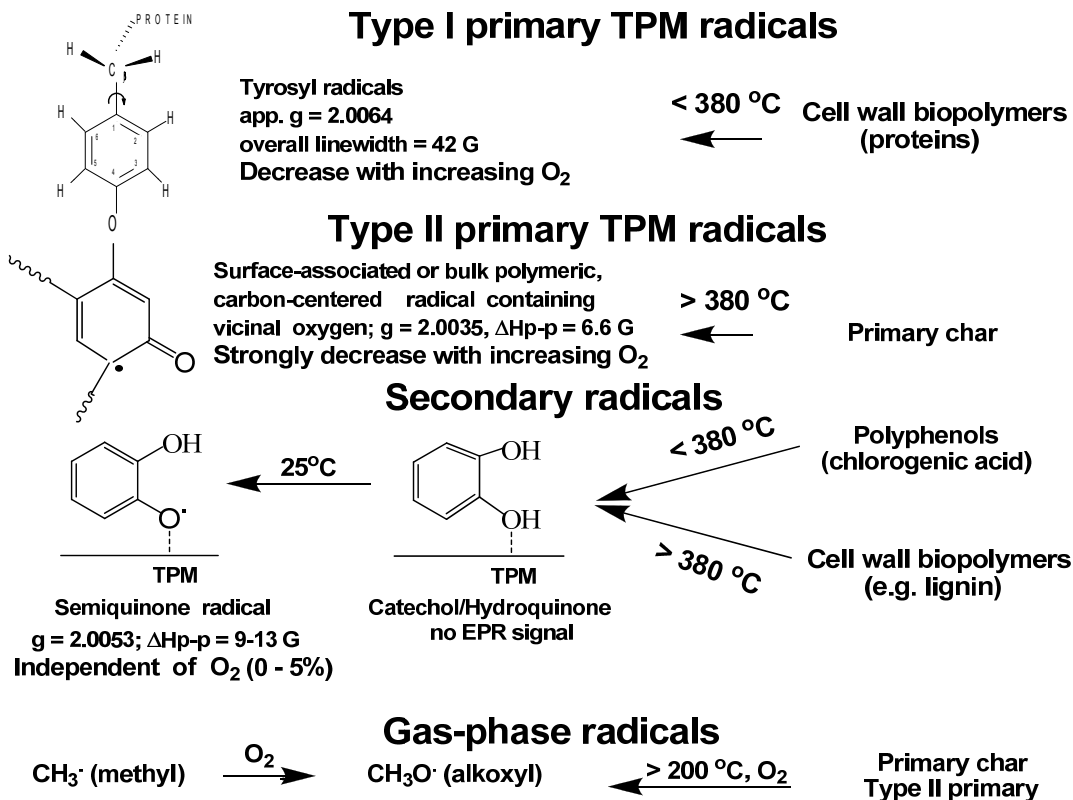 PROTEIN
H
H
C
H
H
1
6
2
5
3
4
H
H
O
Type I primary TPM radicals
Tyrosyl radicals
app. g = 2.0064
overall linewidth = 42 G
Decrease with increasing O2
< 380 °C
Cell wall biopolymers
(proteins)
Type II primary TPM radicals
Surface-associated or bulk polymeric,
carbon-centered radical containing
vicinal oxygen; g = 2.0035, ΔHp-p = 6.6 G
Strongly decrease with increasing O2
O
> 380 °C
Primary char
Secondary radicals
OH
O·
TPM
Semiquinone radical
g = 2.0053; ΔHp-p = 9-13 G
Independent of O2 (0 - 5%)
25°C
OH
OH
TPM
Catechol/Hydroquinone
no EPR signal
< 380 °C
Polyphenols
(chlorogenic acid)
> 380 °C
Cell wall biopolymers
(e.g. lignin)
Gas-phase radicals
CH3· (methyl)
O2
CH3O· (alkoxyl)
> 200 °C, O2
Primary char
Type II primary